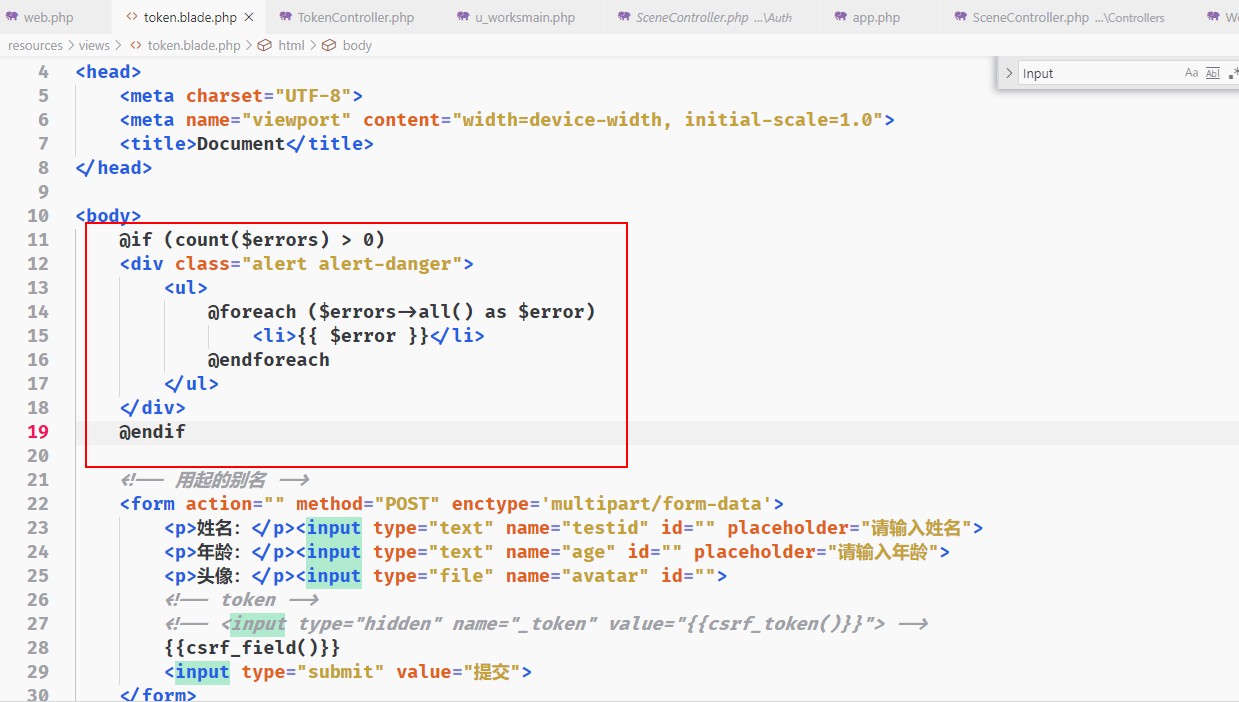 web.php token.blade.php TokenController.php u_worksmain.php SceneController.php ...\Auth app.php SceneController.php ...\Controllers
resources > views > token.blade.php > html > body
Input Aa Abl .*
4 <head>
5 <meta charset="UTF-8">
6 <meta name="viewport" content="width=device-width, initial-scale=1.0">
7 <title>Document</title>
8 </head>
9
10 <body>
11 @if (count($errors) > 0)
12 <div class="alert alert-danger">
13 <ul>
14 @foreach ($errors->all() as $error)
15 <li>{{ $error }}</li>
16 @endforeach
17 </ul>
18 </div>
19 @endif
20
21 <!-- 用起的别名 -->
22 <form action="" method="POST" enctype='multipart/form-data'>
23 <p>姓名: </p><input type="text" name="testid" id="" placeholder="请输入姓名">
24 <p>年龄: </p><input type="text" name="age" id="" placeholder="请输入年龄">
25 <p>头像: </p><input type="file" name="avatar" id="">
26 <!-- token -->
27 <!-- <input type="hidden" name="_token" value="{{csrf_token()}}"> -->
28 {{csrf_field()}}
29 <input type="submit" value="提交">
30 </form>